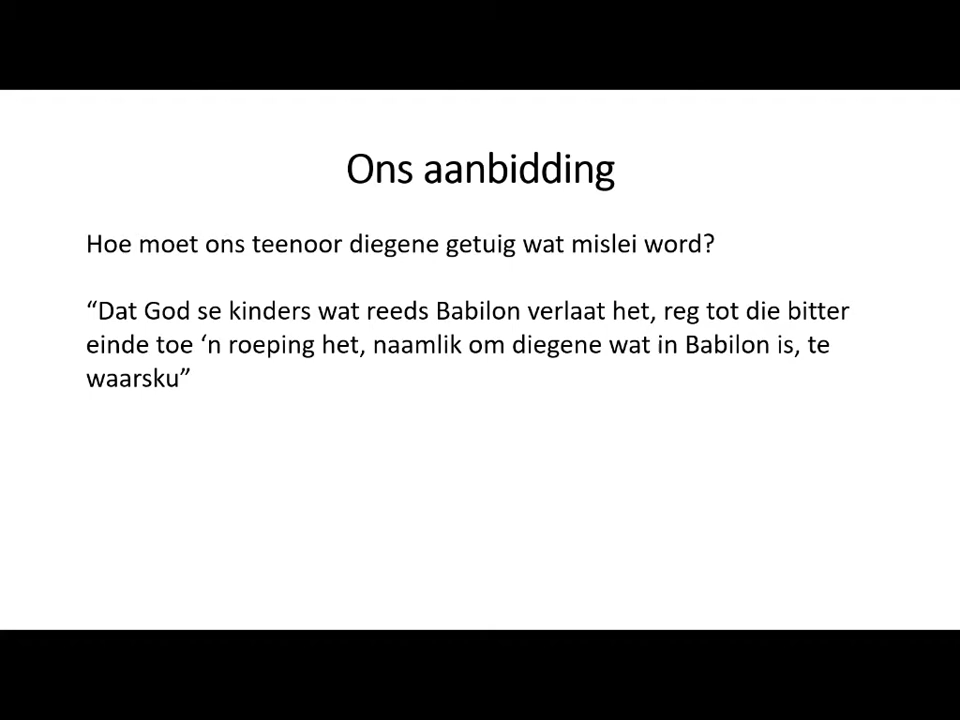 Ons aanbidding
Hoe moet ons teenoor diegene getuig wat mislei word?
“Dat God se kinders wat reeds Babilon verlaat het, reg tot die bitter
einde toe ‘n roeping het, naamlik om diegene wat in Babilon is, te
waarsku”